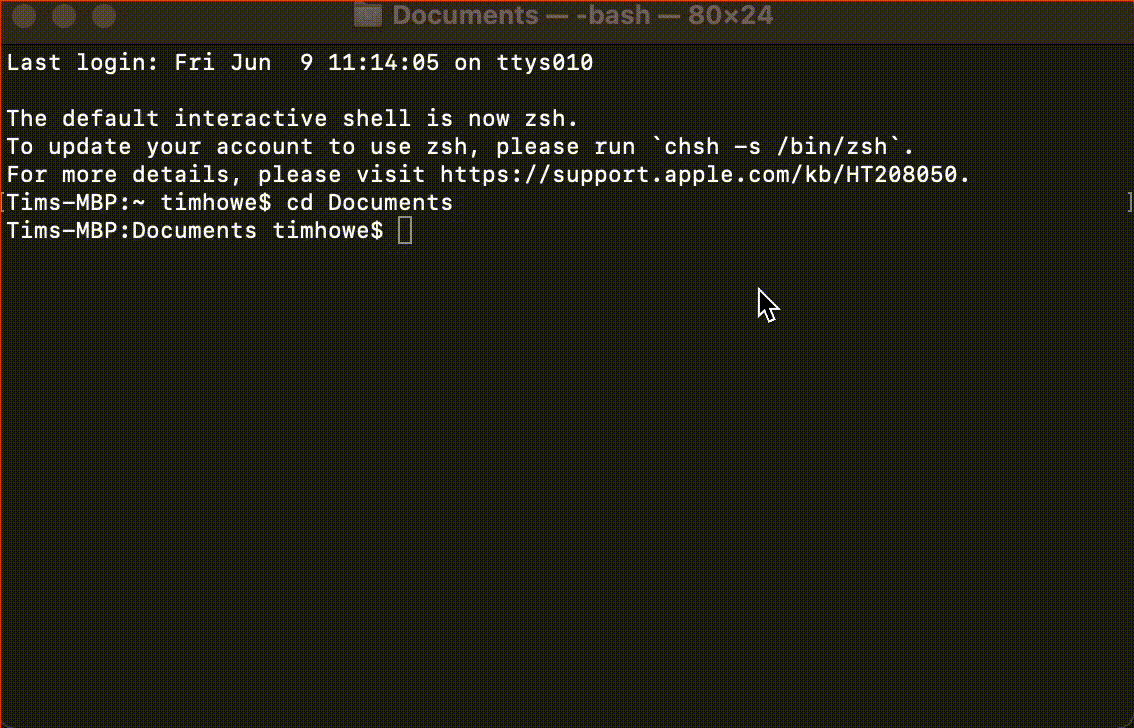 Documents — -bash — 80×24
Last login: Fri Jun  9 11:14:05 on ttys010
The default interactive shell is now zsh.
To update your account to use zsh, please run `chsh -s /bin/zsh`.
For more details, please visit https://support.apple.com/kb/HT208050.
[Tims-MBP:~ timhowe$ cd Documents ]
Tims-MBP:Documents timhowe$